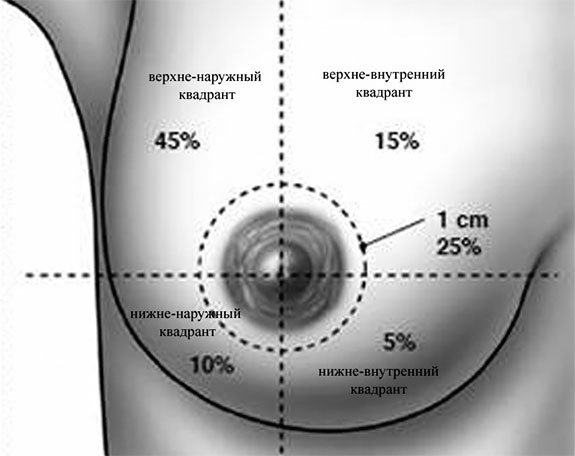 верхне-наружный
квадрант
45%
верхне-внутренний
квадрант
15%
1 cm
25%
нижне-наружный
квадрант
10%
5%
нижне-внутренний
квадрант